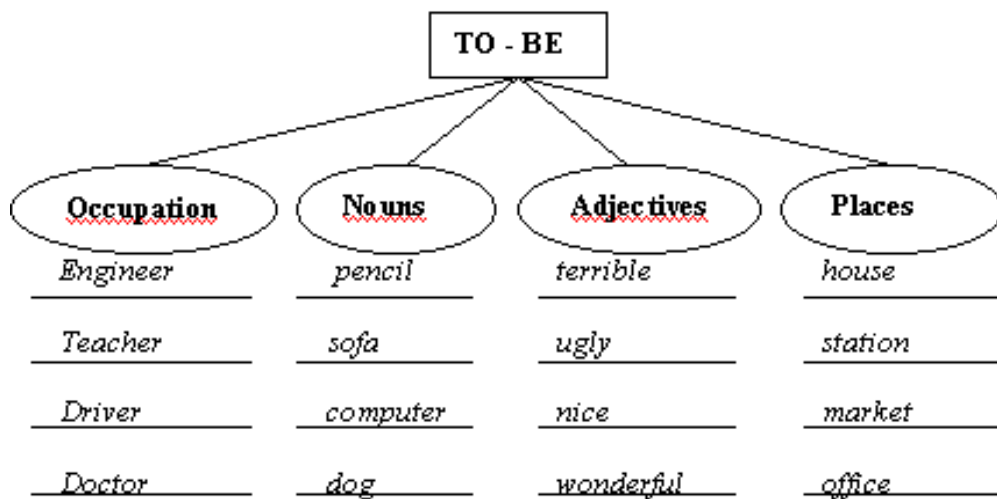 TO - BE
Occupation Nouns Adjectives Places
Engineer pencil terrible house
Teacher sofa ugly station
Driver computer nice market
Doctor dog wonderful office